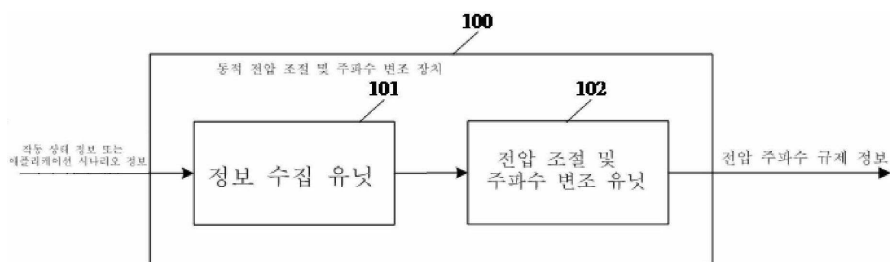 100
동적 전압 조절 및 주파수 변조 장치
101
102
작동 상태 정보 또는
애플리케이션 시나리오 정보
정보 수집 유닛
전압 조절 및
주파수 변조 유닛
전압 주파수 규제 정보